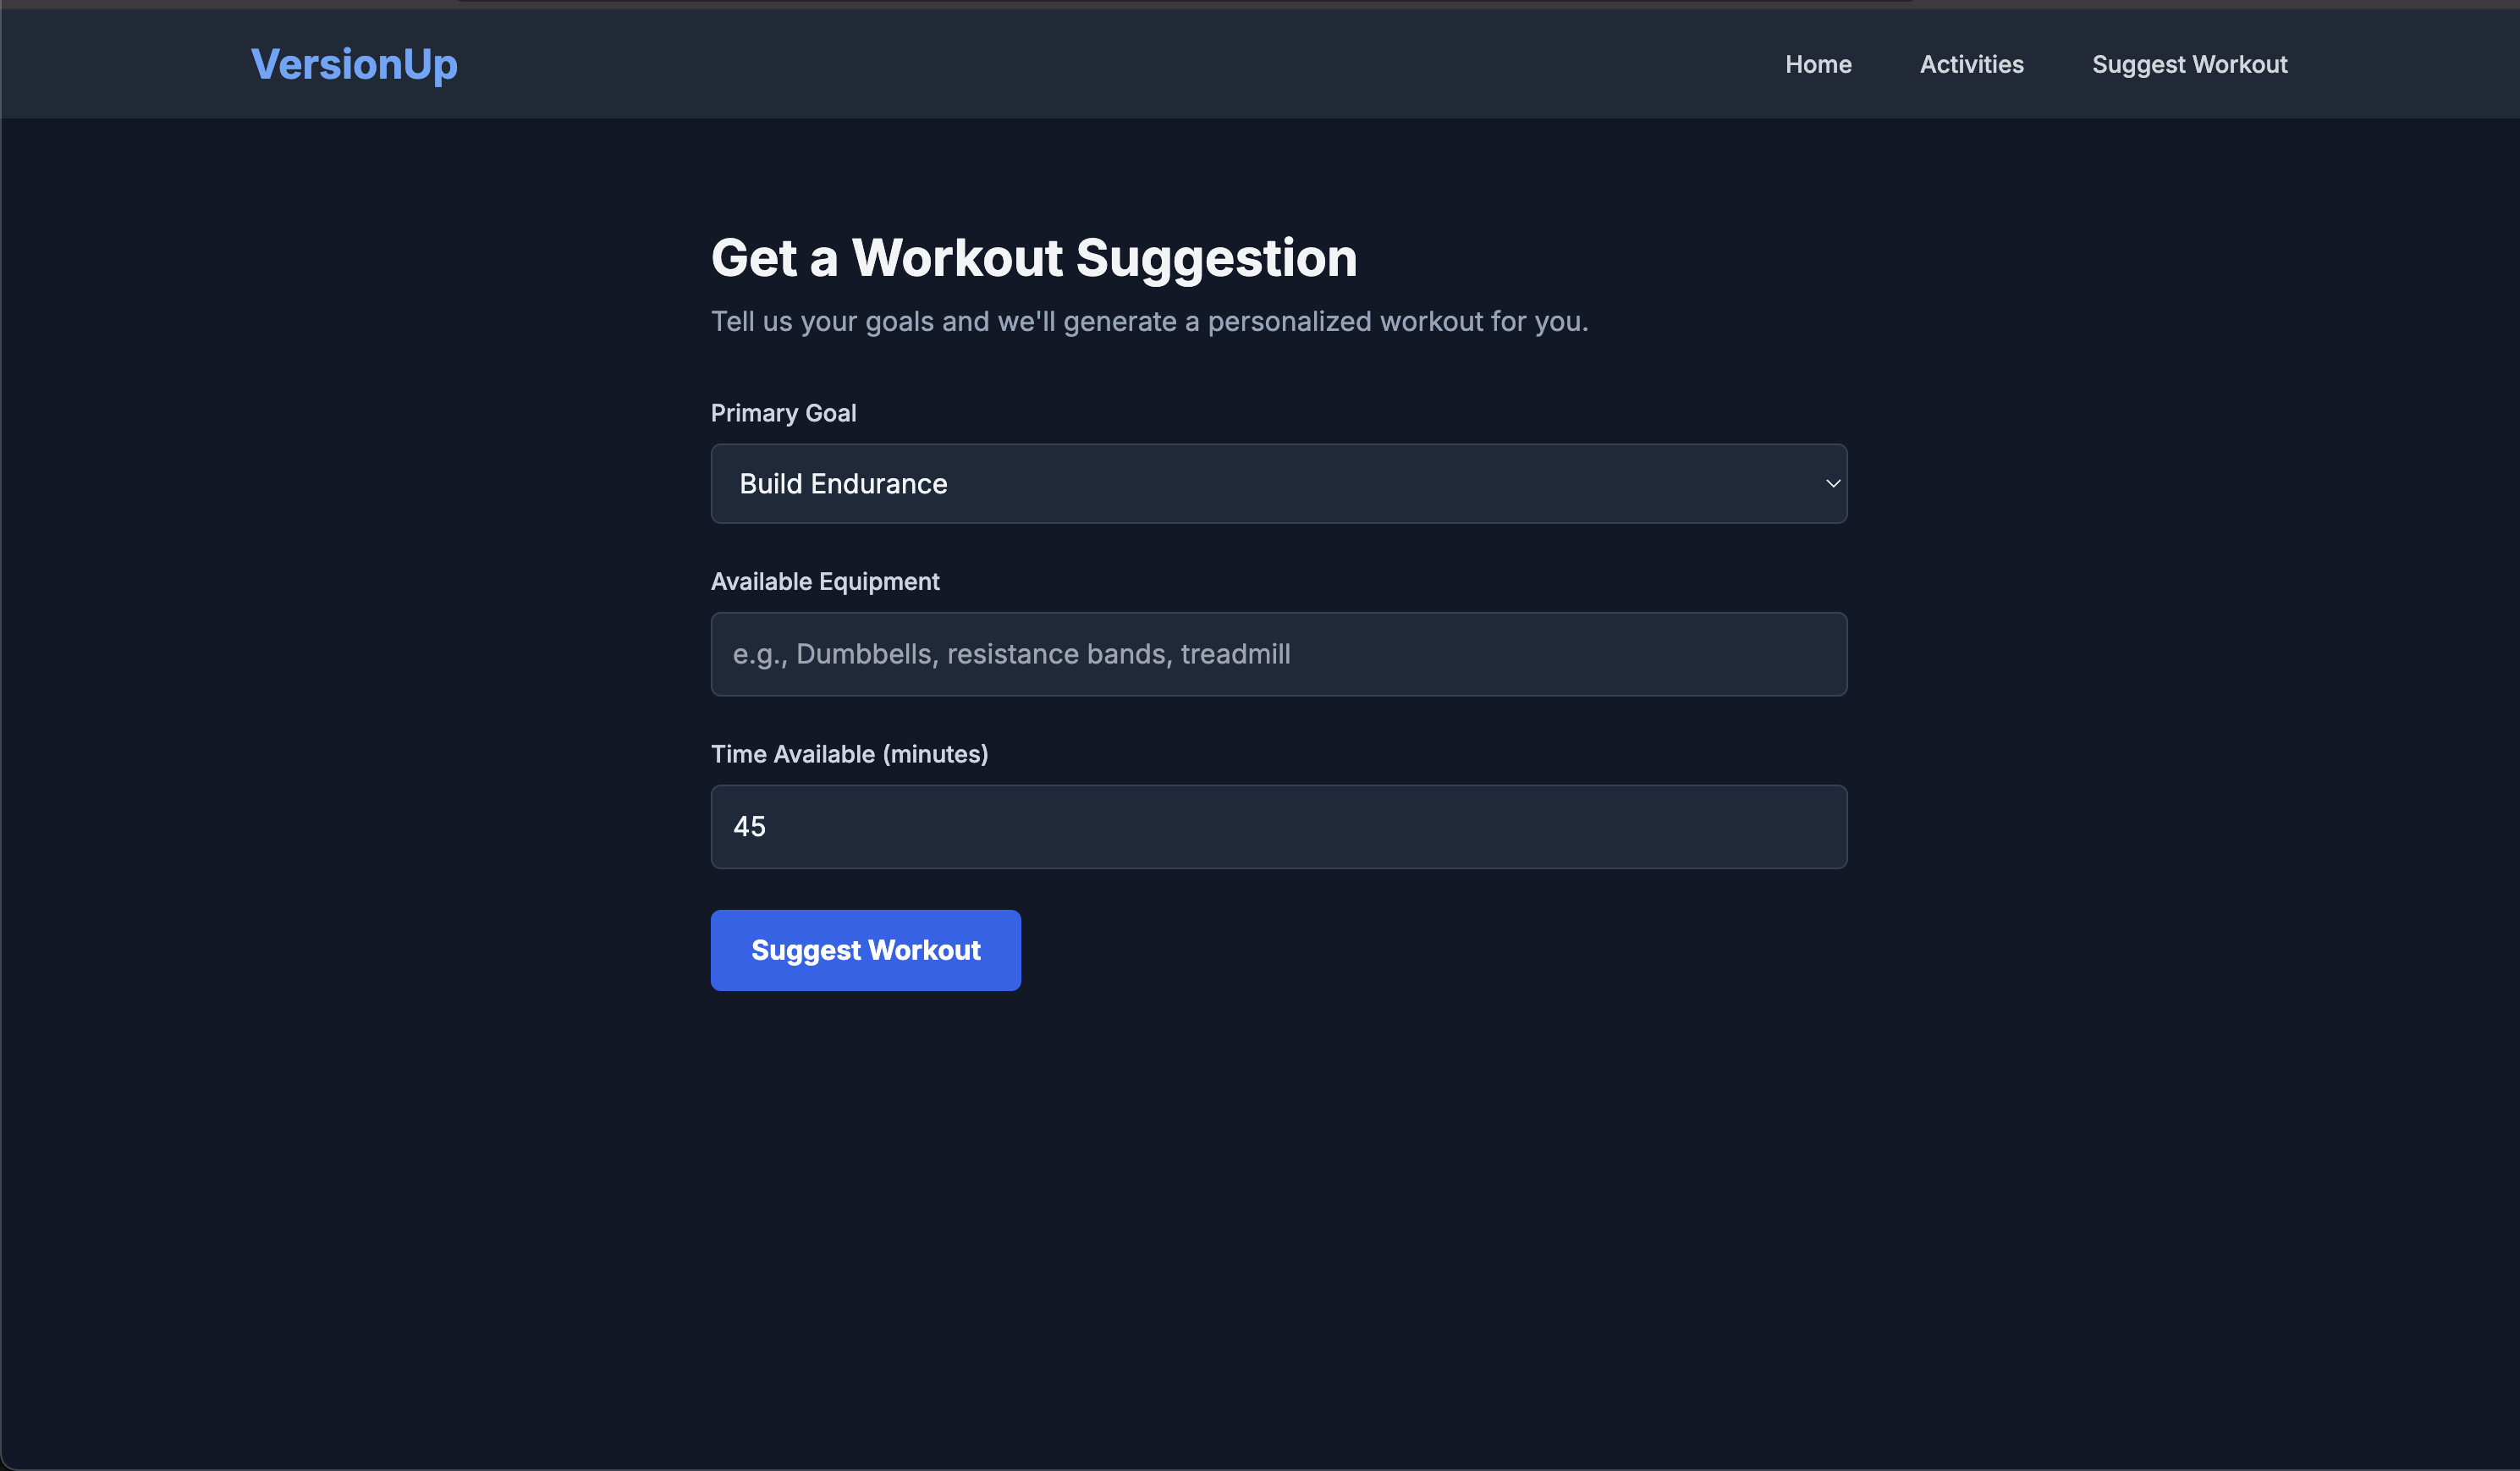 VersionUp
Home
Activities
Suggest Workout
Get a Workout Suggestion
Tell us your goals and we'll generate a personalized workout for you.
Primary Goal
Build Endurance
Available Equipment
e.g., Dumbbells, resistance bands, treadmill
Time Available (minutes)
45
Suggest Workout